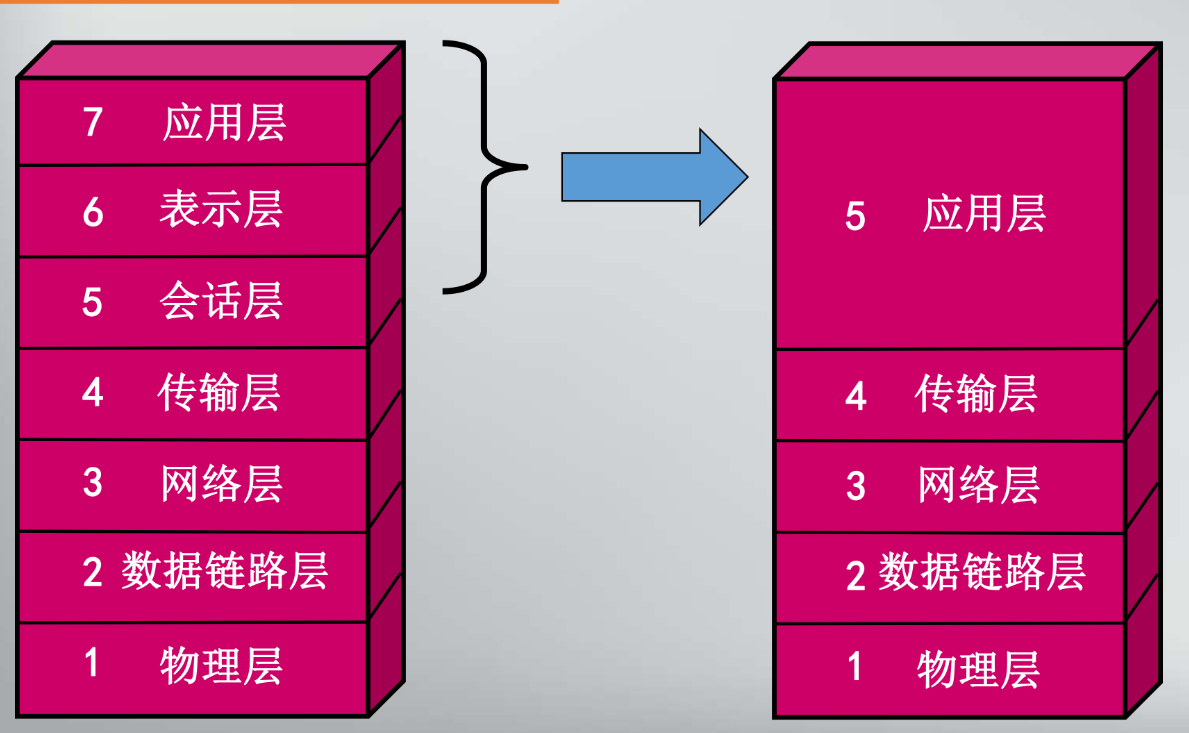 7 应用层
6 表示层
5 会话层
4 传输层
3 网络层
2 数据链路层
1 物理层
5 应用层
4 传输层
3 网络层
2 数据链路层
1 物理层